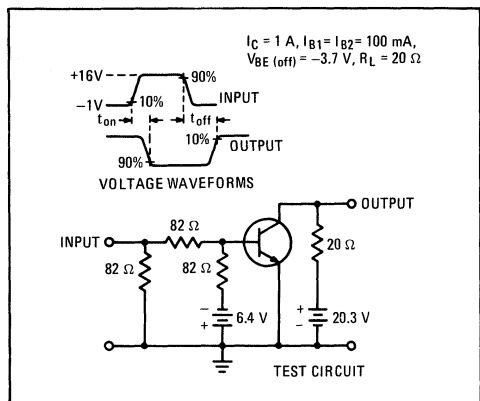 I_C = 1 A, I_B1 = I_B2 = 100 mA,
V_BE (off) = −3.7 V, R_L = 20 Ω
+16V
90%
−1V
10%
INPUT
t_on
t_off
10%
OUTPUT
90%
VOLTAGE WAVEFORMS
OUTPUT
82 Ω
INPUT
20 Ω
82 Ω
82 Ω
−
+
6.4 V
+
−
20.3 V
TEST CIRCUIT